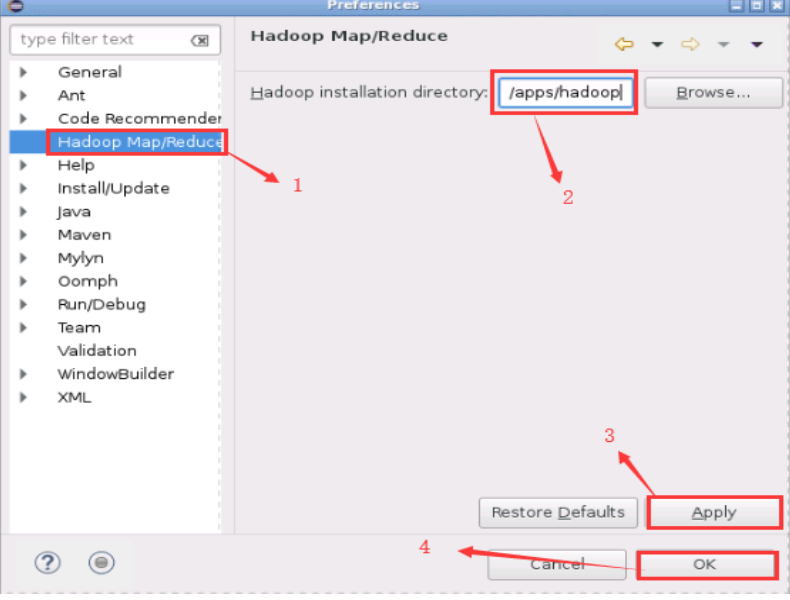 Preferences
type filter text
Hadoop Map/Reduce
General
Ant
Code Recommender
Hadoop Map/Reduce
Help
Install/Update
Java
Maven
Mylyn
Oomph
Run/Debug
Team
Validation
WindowBuilder
XML
Hadoop installation directory: /apps/hadoop Browse...
1
2
3
Restore Defaults Apply
4
Cancel OK